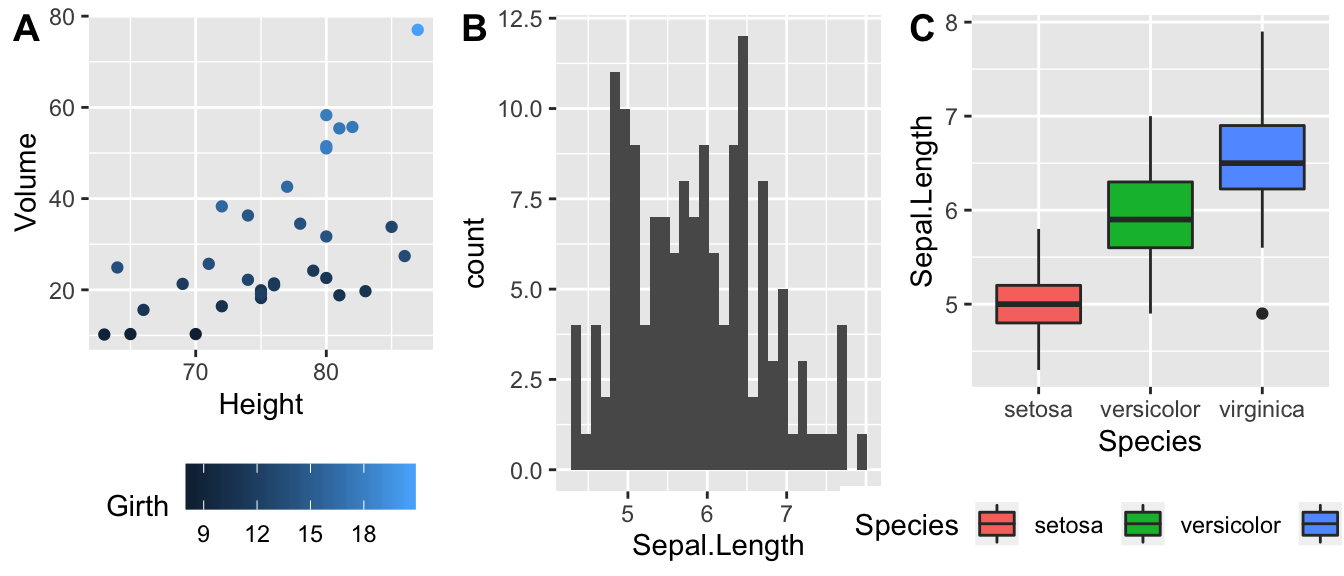 A
80
60
40
20
Volume
70 80
Height
Girth
9 12 15 18
B
12.5
10.0
7.5
5.0
2.5
0.0
count
5 6 7
Sepal.Length
C
8
7
6
5
Sepal.Length
setosa versicolor virginica
Species
Species setosa versicolor